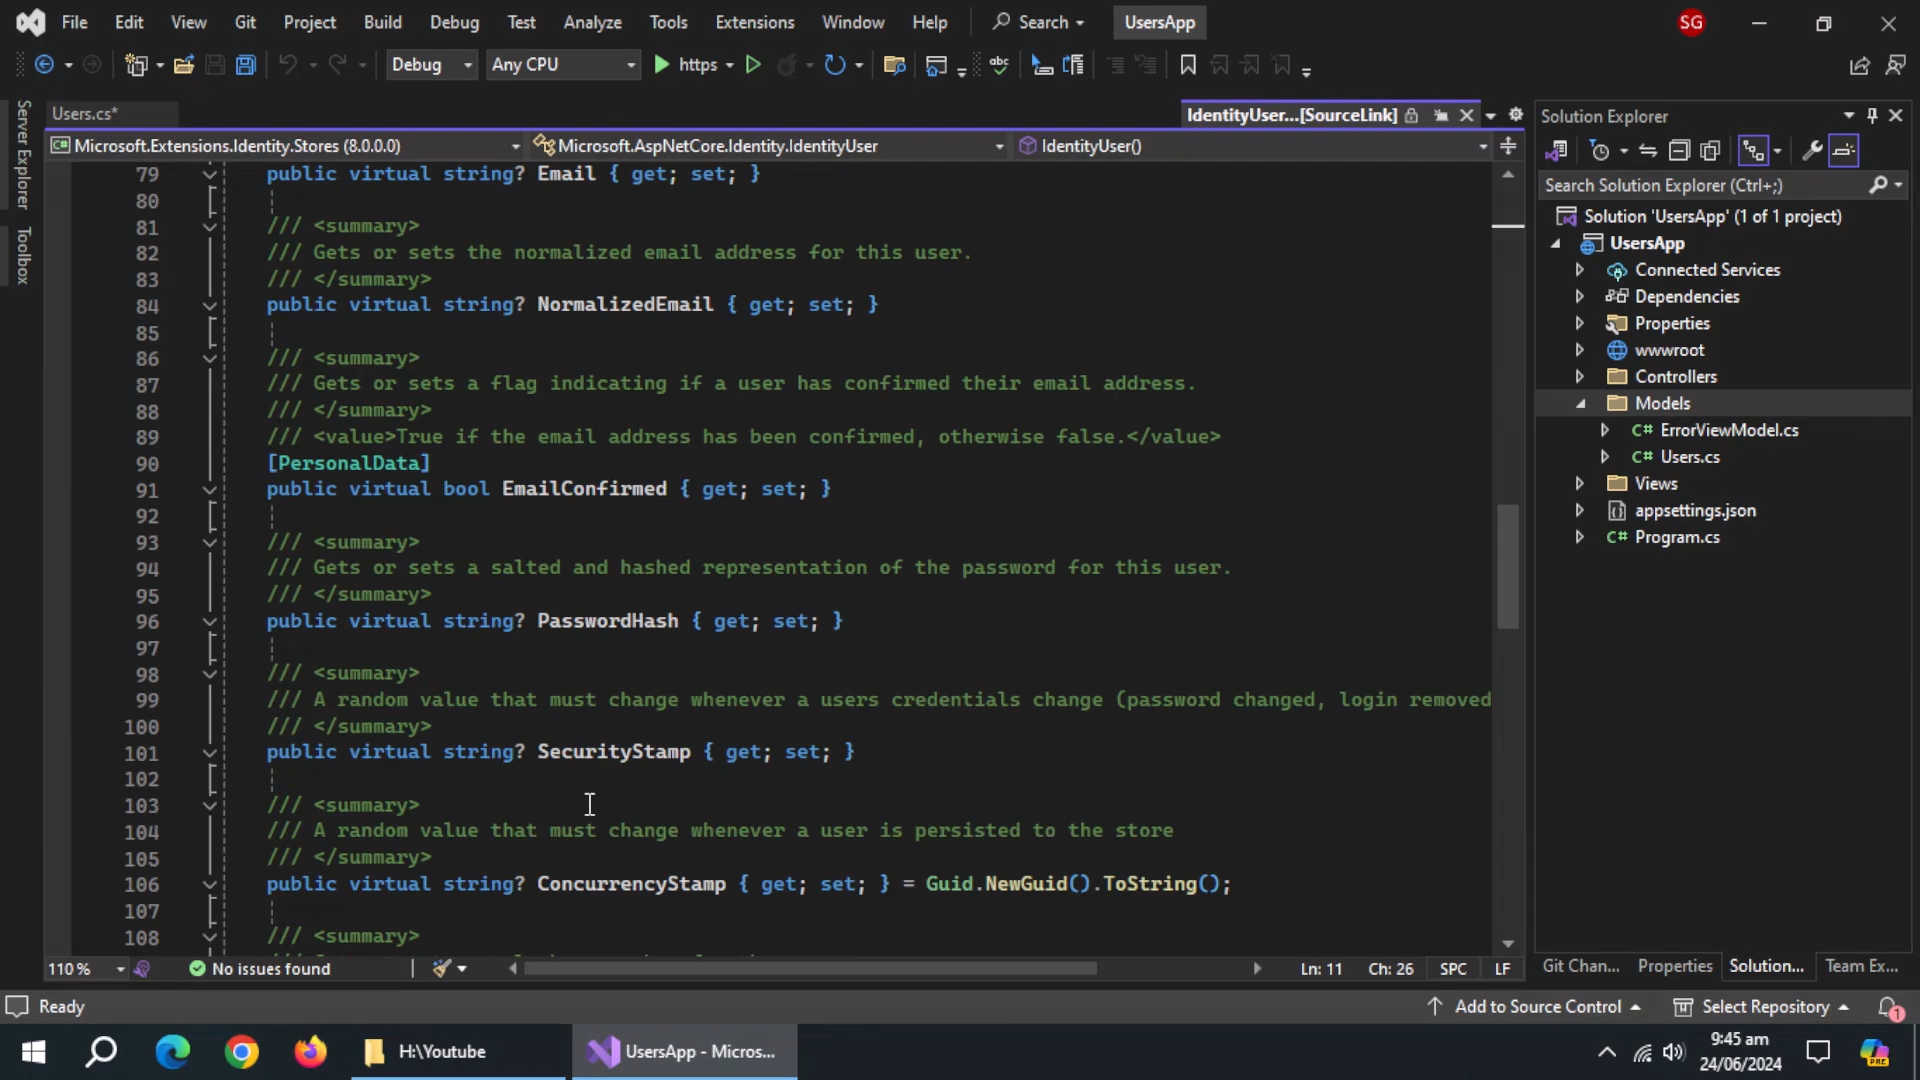 File Edit View Git Project Build Debug Test Analyze Tools Extensions Window Help Search UsersApp SG
Debug Any CPU https abc
Server Explorer
Toolbox
Users.cs* IdentityUser...[SourceLink]
Microsoft.Extensions.Identity.Stores (8.0.0.0) Microsoft.AspNetCore.Identity.IdentityUser IdentityUser()
79 public virtual string? Email { get; set; }
80
81 /// <summary>
82 /// Gets or sets the normalized email address for this user.
83 /// </summary>
84 public virtual string? NormalizedEmail { get; set; }
85
86 /// <summary>
87 /// Gets or sets a flag indicating if a user has confirmed their email address.
88 /// </summary>
89 /// <value>True if the email address has been confirmed, otherwise false.</value>
90 [PersonalData]
91 public virtual bool EmailConfirmed { get; set; }
92
93 /// <summary>
94 /// Gets or sets a salted and hashed representation of the password for this user.
95 /// </summary>
96 public virtual string? PasswordHash { get; set; }
97
98 /// <summary>
99 /// A random value that must change whenever a users credentials change (password changed, login removed
100 /// </summary>
101 public virtual string? SecurityStamp { get; set; }
102
103 /// <summary>
104 /// A random value that must change whenever a user is persisted to the store
105 /// </summary>
106 public virtual string? ConcurrencyStamp { get; set; } = Guid.NewGuid().ToString();
107
108 /// <summary>
110 % No issues found Ln: 11 Ch: 26 SPC LF
Solution Explorer
Search Solution Explorer (Ctrl+;)
Solution 'UsersApp' (1 of 1 project)
UsersApp
Connected Services
Dependencies
Properties
wwwroot
Controllers
Models
C# ErrorViewModel.cs
C# Users.cs
Views
appsettings.json
C# Program.cs
Git Chan... Properties Solution... Team Ex...
Ready Add to Source Control Select Repository 1
H:\Youtube UsersApp - Micros... 9:45 am
24/06/2024
PRE